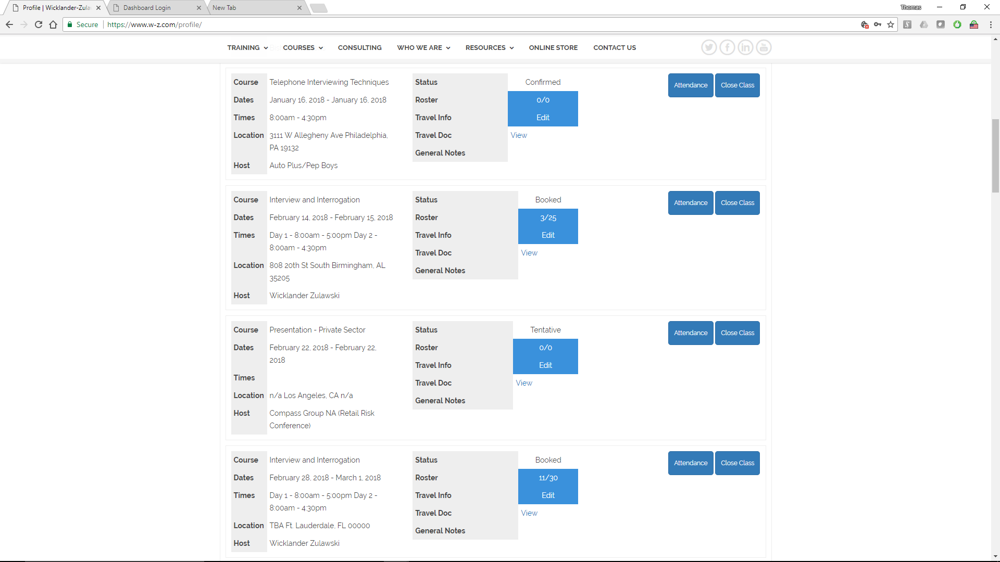 Profile | Wicklander-Zula
Dashboard Login
New Tab
Thomas
Secure
https://www.w-z.com/profile/
TRAINING
COURSES
CONSULTING
WHO WE ARE
RESOURCES
ONLINE STORE
CONTACT US
Course Telephone Interviewing Techniques
Dates January 16, 2018 - January 16, 2018
Times 8:00am - 4:30pm
Location 3111 W Allegheny Ave Philadelphia,
PA 19132
Host Auto Plus/Pep Boys
Status Confirmed
Roster 0/0
Travel Info Edit
Travel Doc View
General Notes
Attendance
Close Class
Course Interview and Interrogation
Dates February 14, 2018 - February 15, 2018
Times Day 1 - 8:00am - 5:00pm Day 2 -
8:00am - 4:30pm
Location 808 20th St South Birmingham, AL
35205
Host Wicklander Zulawski
Status Booked
Roster 3/25
Travel Info Edit
Travel Doc View
General Notes
Attendance
Close Class
Course Presentation - Private Sector
Dates February 22, 2018 - February 22,
2018
Times
Location n/a Los Angeles, CA n/a
Host Compass Group NA (Retail Risk
Conference)
Status Tentative
Roster 0/0
Travel Info Edit
Travel Doc View
General Notes
Attendance
Close Class
Course Interview and Interrogation
Dates February 28, 2018 - March 1, 2018
Times Day 1 - 8:00am - 5:00pm Day 2 -
8:00am - 4:30pm
Location TBA Ft. Lauderdale, FL 00000
Host Wicklander Zulawski
Status Booked
Roster 11/30
Travel Info Edit
Travel Doc View
General Notes
Attendance
Close Class